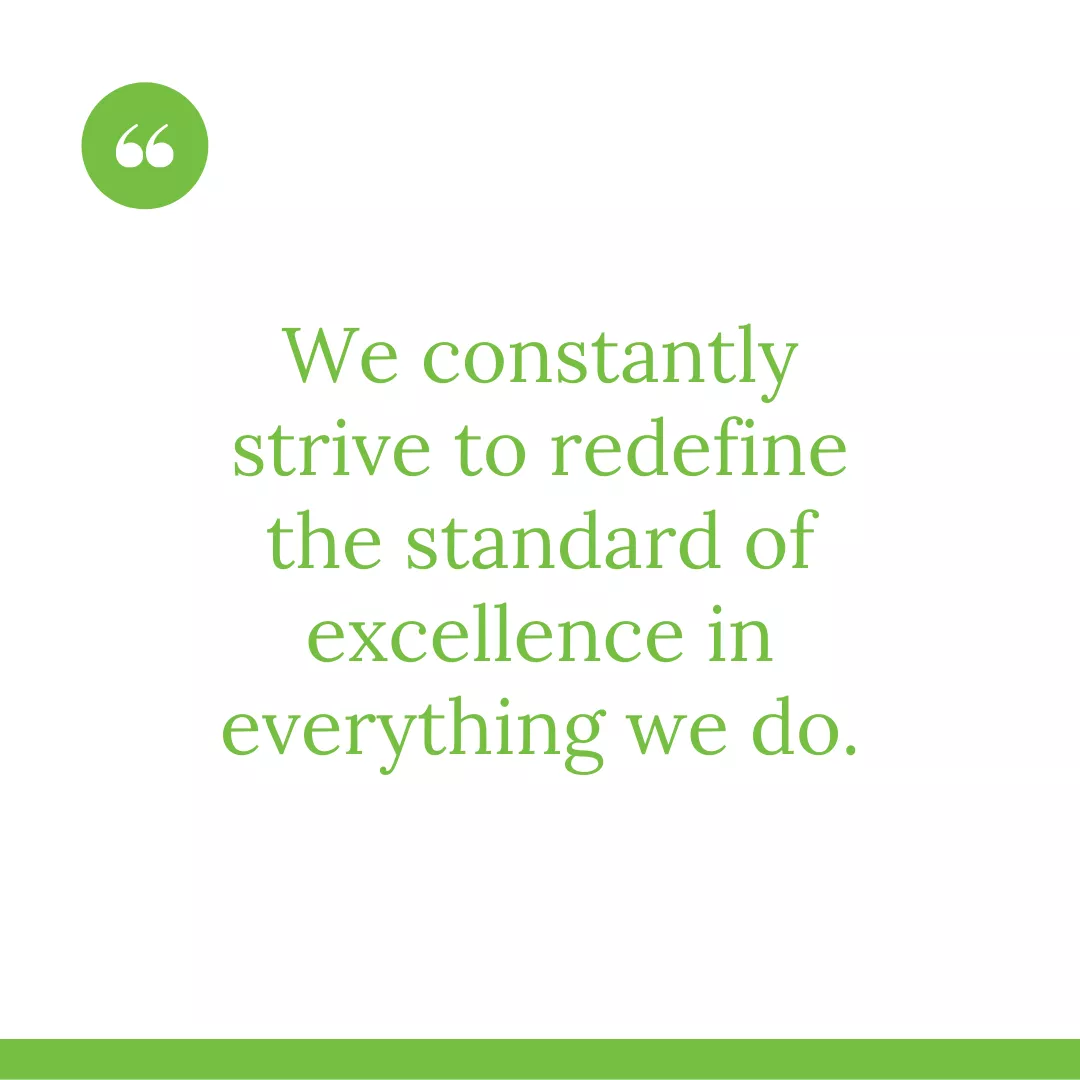 “
We constantly
strive to redefine
the standard of
excellence in
everything we do.